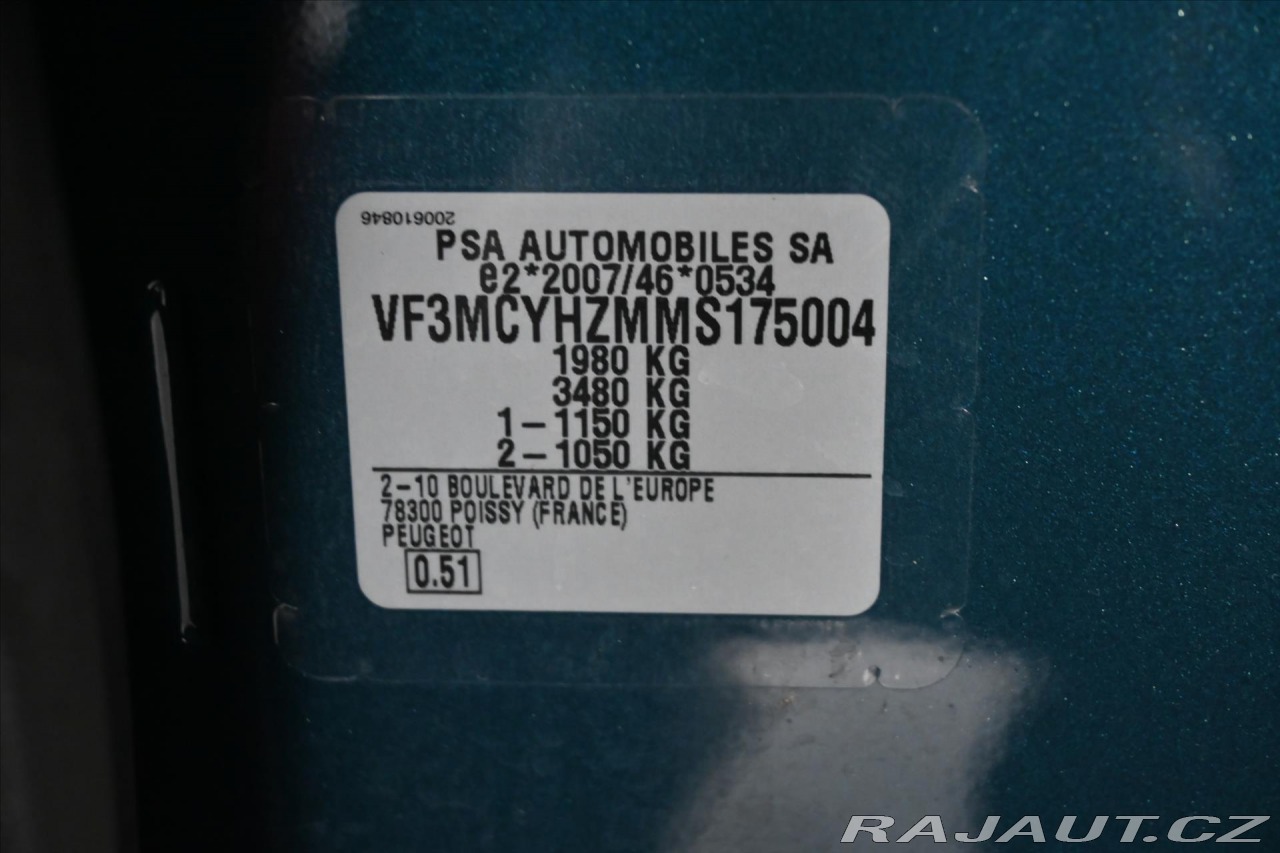 200610846
PSA AUTOMOBILES SA
e2*2007/46*0534
VF3MCYHZMMS175004
1980 KG
3480 KG
1-1150 KG
2-1050 KG
2-10 BOULEVARD DE L'EUROPE
78300 POISSY (FRANCE)
PEUGEOT
0.51
RAJAUT.CZ